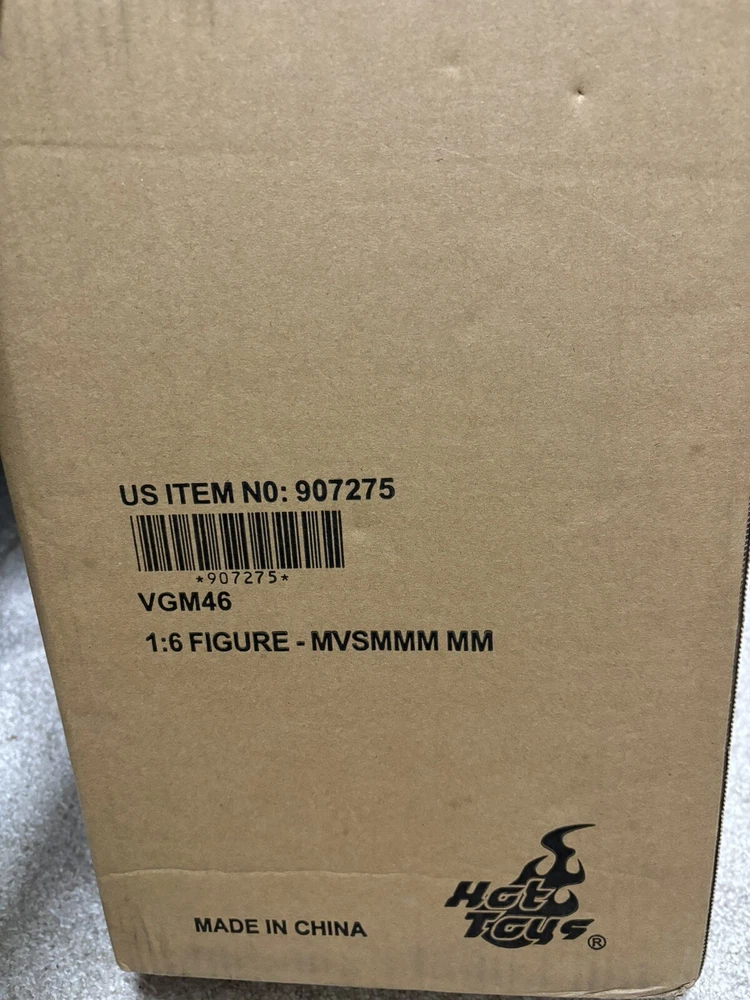 US ITEM N0: 907275
*907275*
VGM46
1:6 FIGURE - MVSMMM MM
MADE IN CHINA
Hot
Toys®